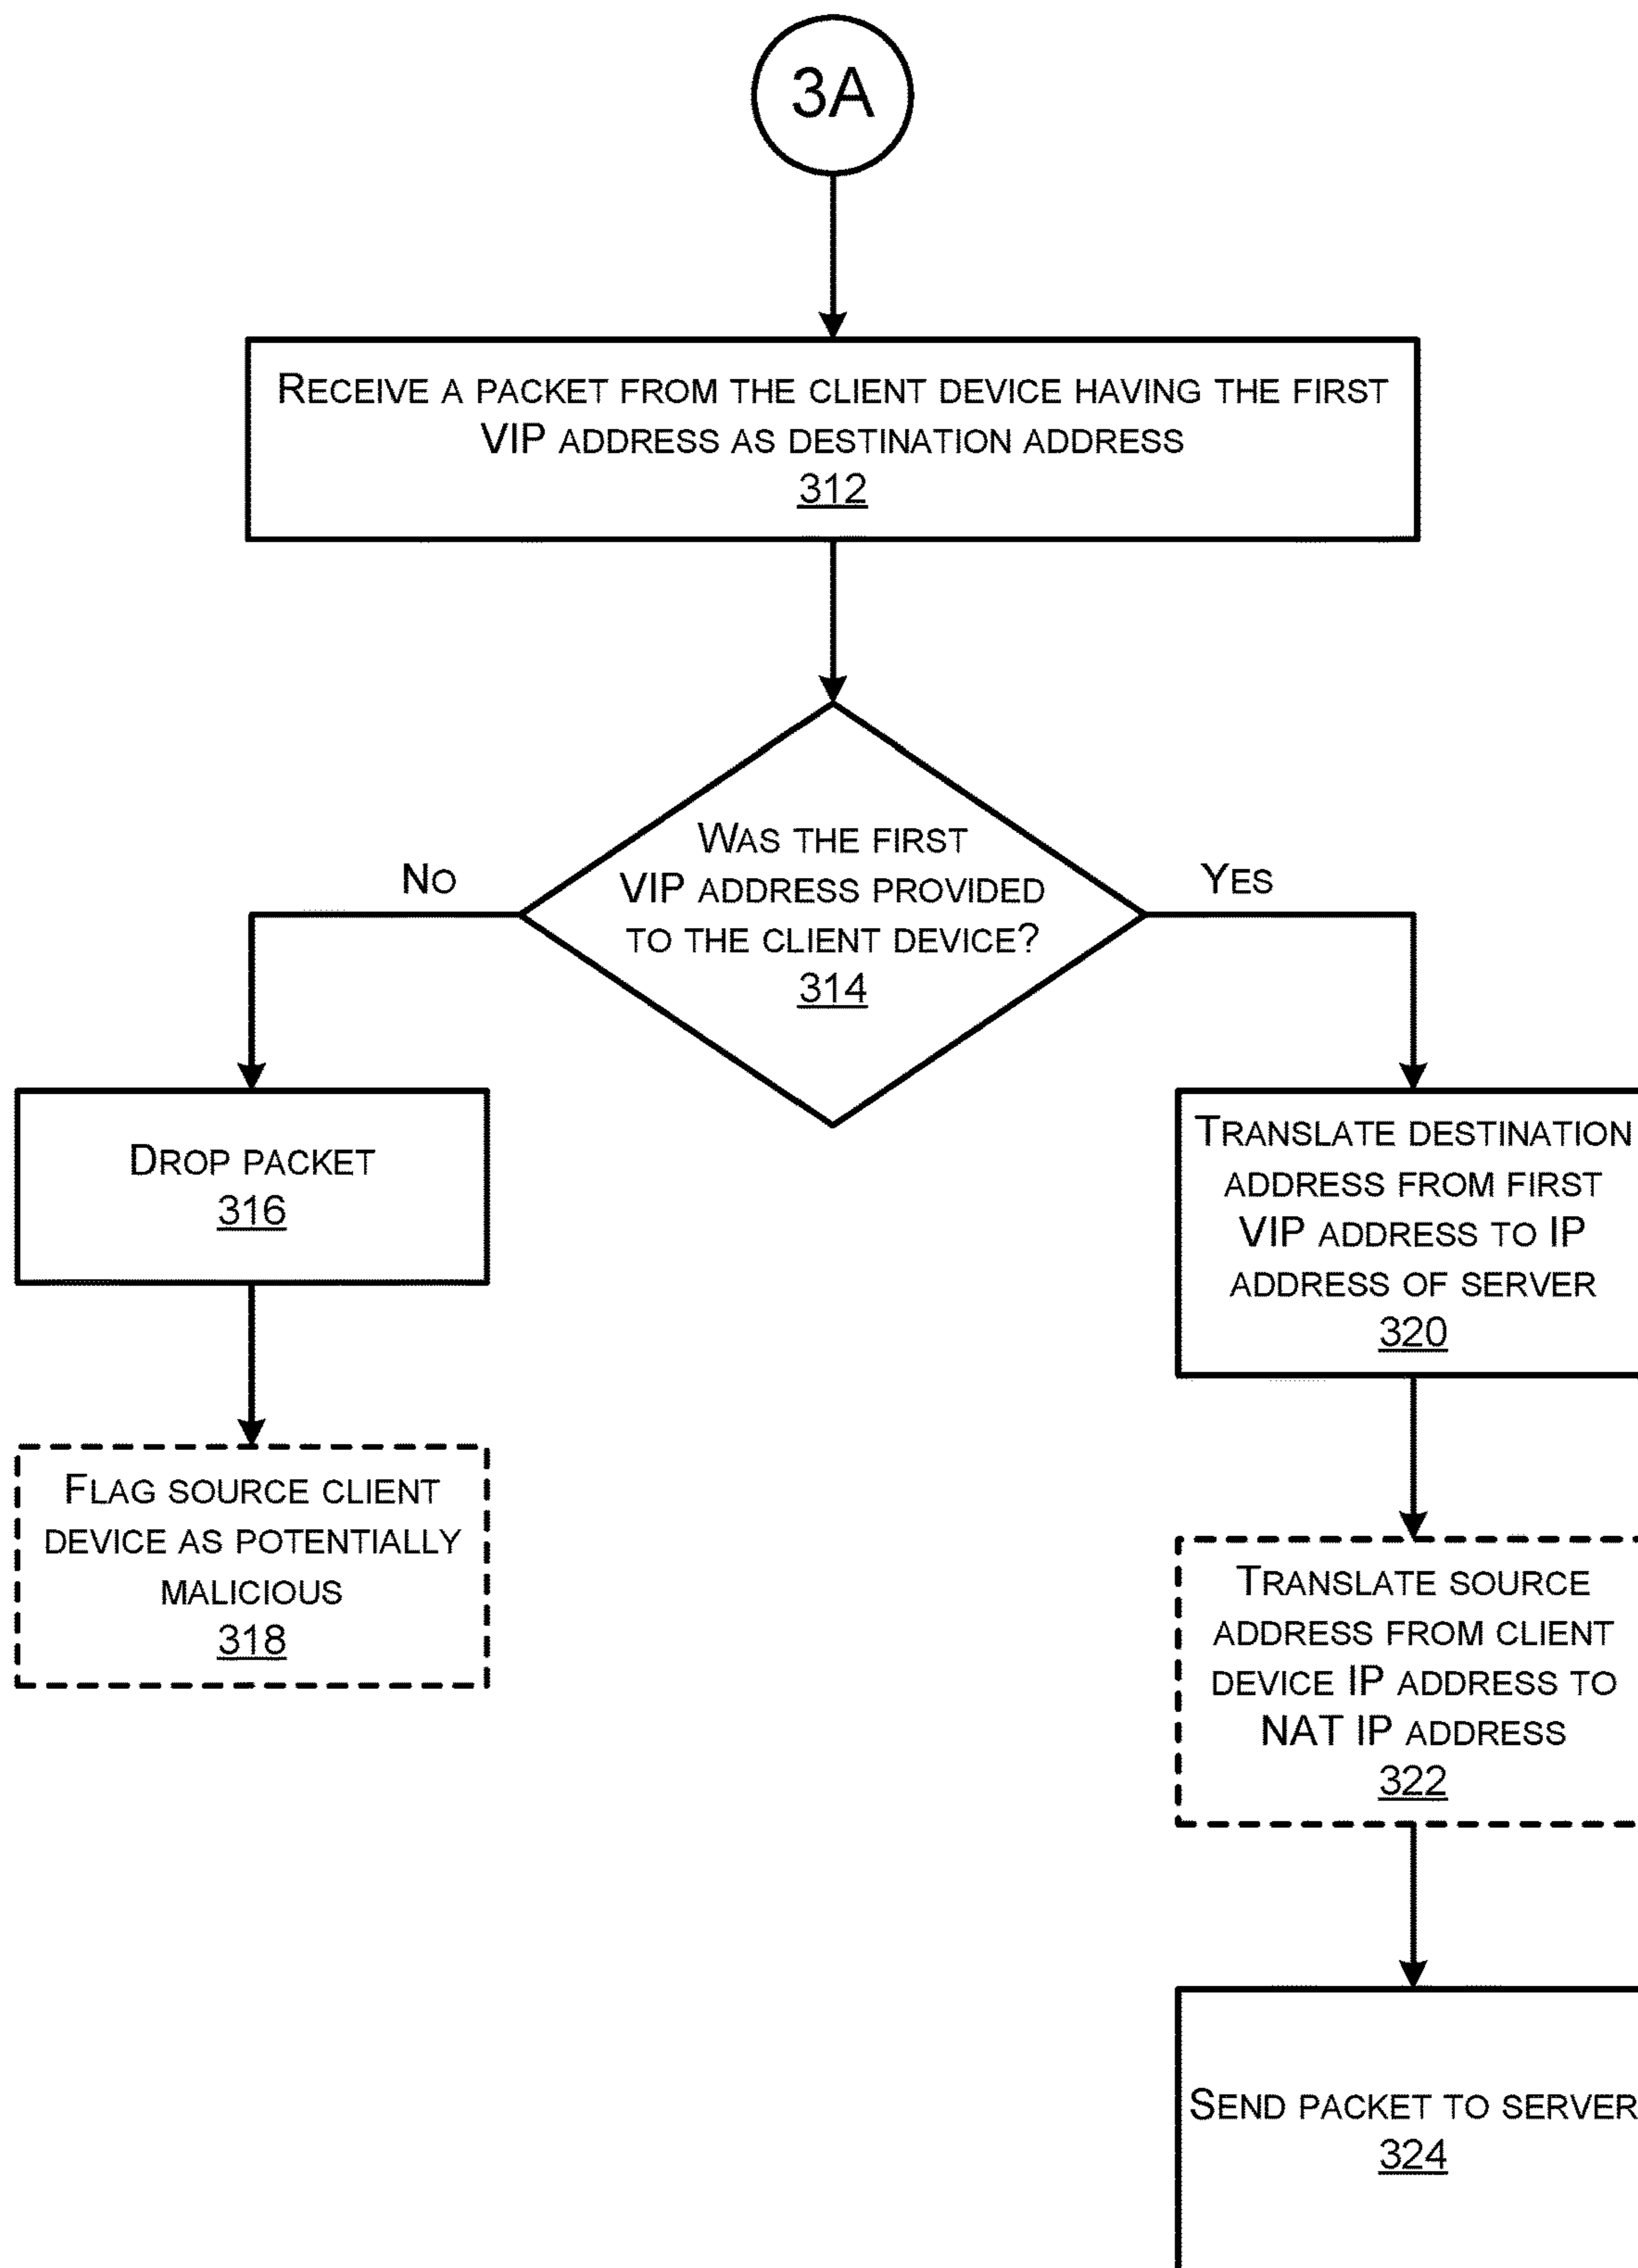 3A
RECEIVE A PACKET FROM THE CLIENT DEVICE HAVING THE FIRST
VIP ADDRESS AS DESTINATION ADDRESS
312
WAS THE FIRST
VIP ADDRESS PROVIDED
TO THE CLIENT DEVICE?
314
NO
YES
DROP PACKET
316
FLAG SOURCE CLIENT
DEVICE AS POTENTIALLY
MALICIOUS
318
TRANSLATE DESTINATION
ADDRESS FROM FIRST
VIP ADDRESS TO IP
ADDRESS OF SERVER
320
TRANSLATE SOURCE
ADDRESS FROM CLIENT
DEVICE IP ADDRESS TO
NAT IP ADDRESS
322
SEND PACKET TO SERVER
324